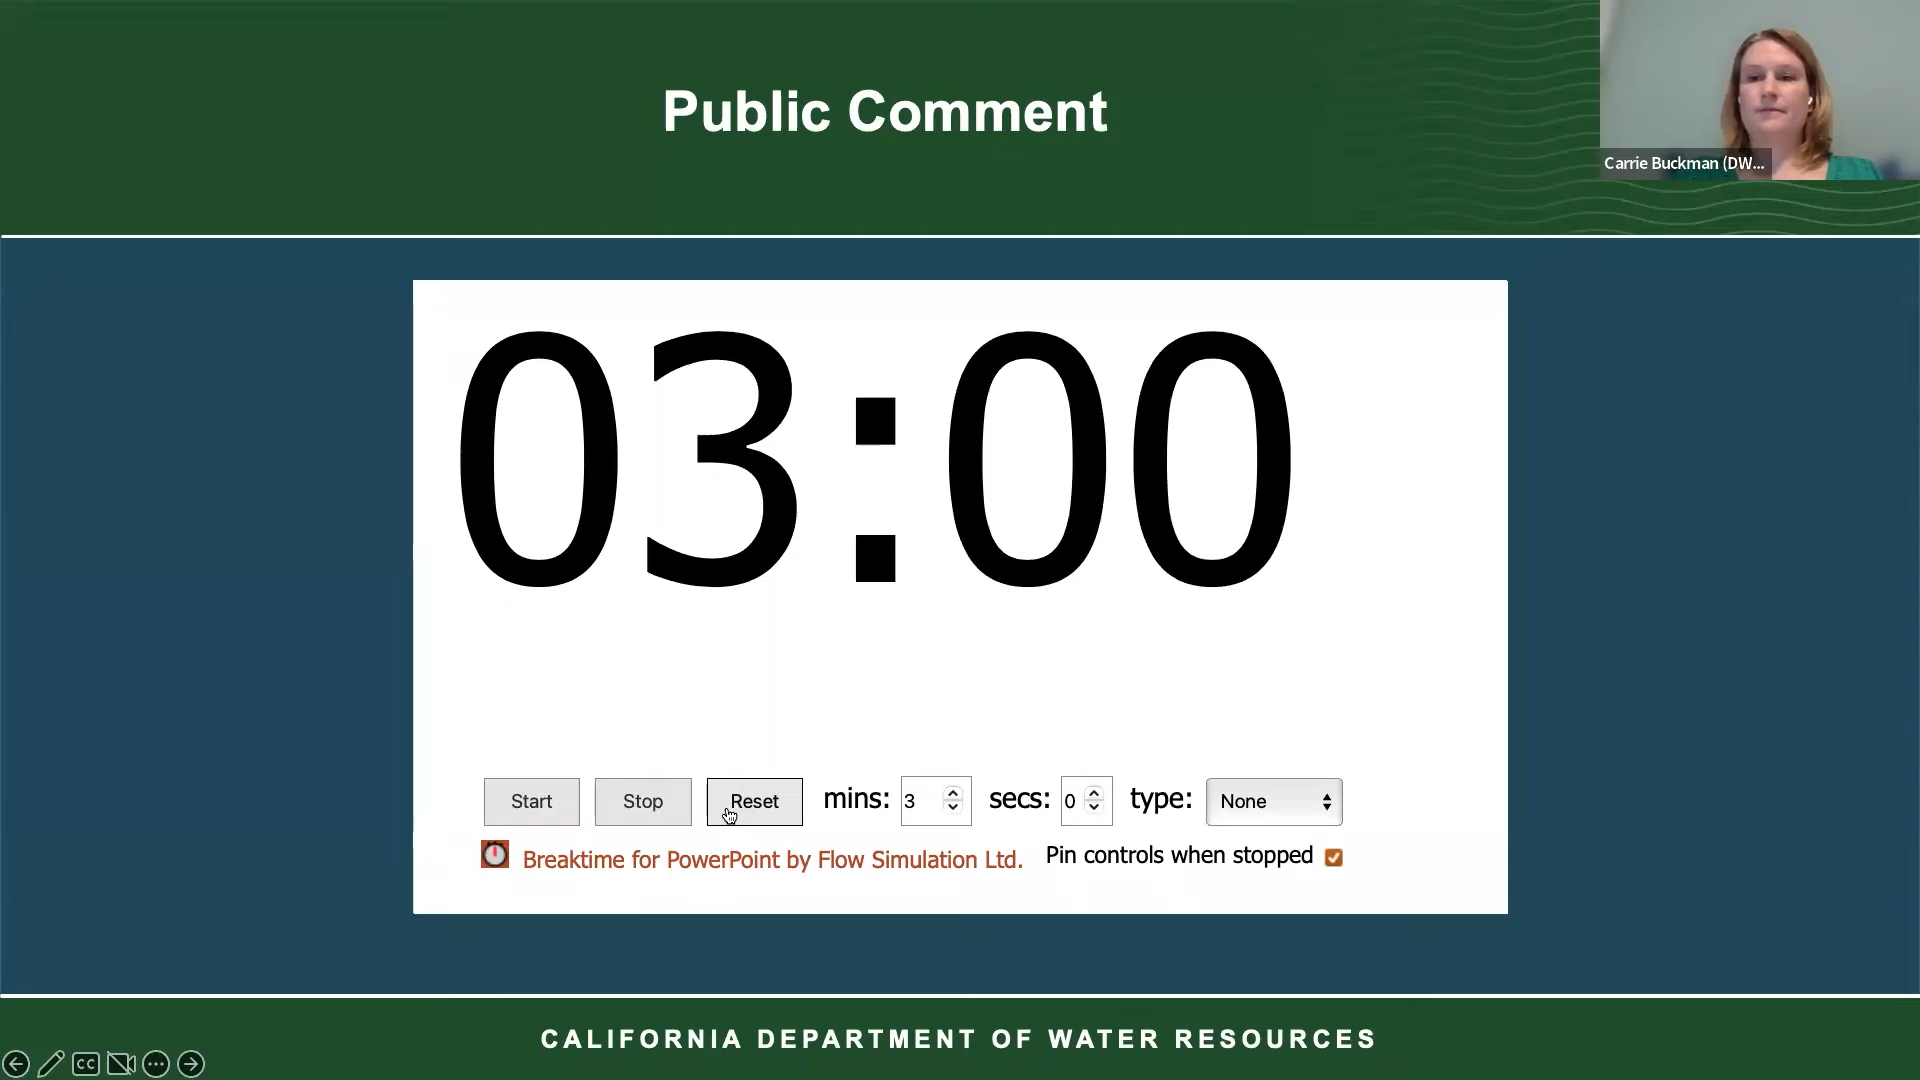 Public Comment
Carrie Buckman (DW...
03:00
Start Stop Reset mins: 3 secs: 0 type: None
Breaktime for PowerPoint by Flow Simulation Ltd. Pin controls when stopped
CALIFORNIA DEPARTMENT OF WATER RESOURCES
CC